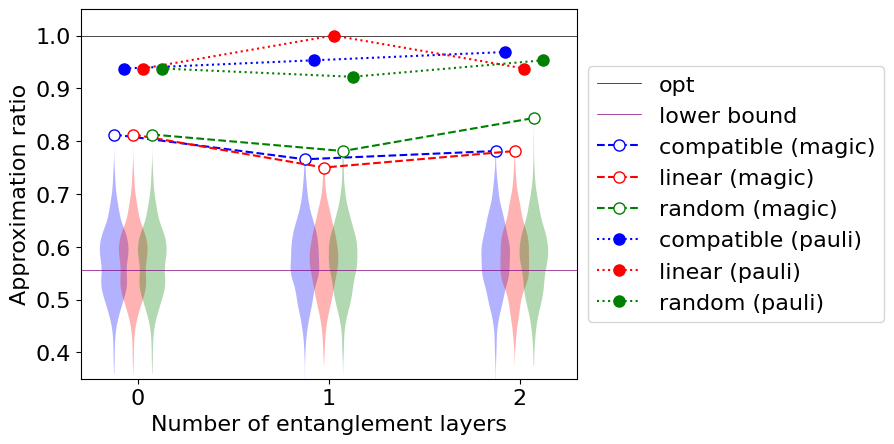 1.0
0.9
0.8
0.7
0.6
0.5
0.4
Approximation ratio
0 1 2
Number of entanglement layers
opt
lower bound
compatible (magic)
linear (magic)
random (magic)
compatible (pauli)
linear (pauli)
random (pauli)